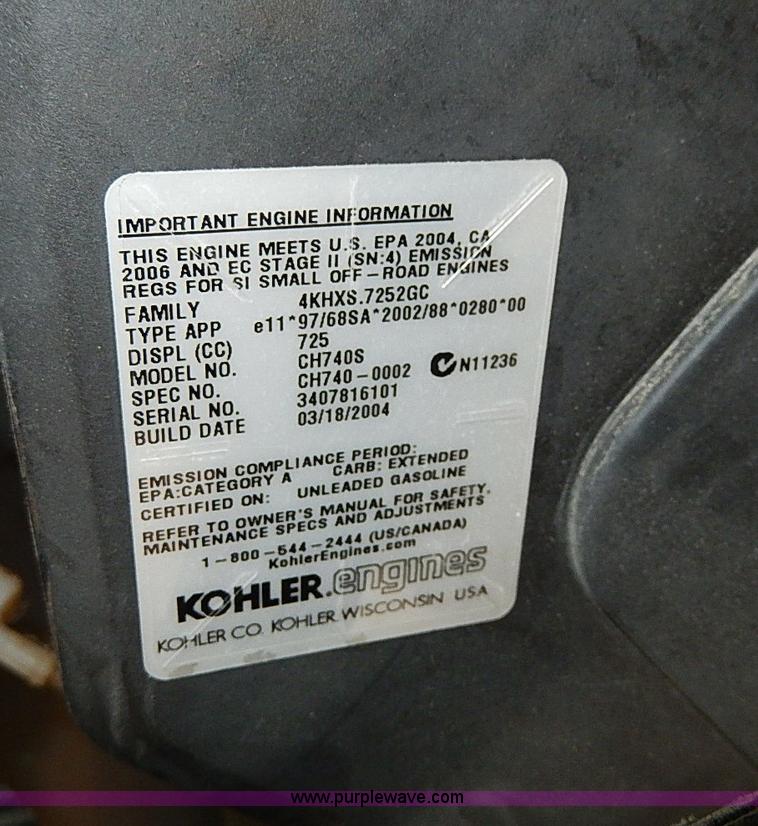 IMPORTANT ENGINE INFORMATION
THIS ENGINE MEETS U.S. EPA 2004, CA
2006 AND EC STAGE II (SN:4) EMISSION
REGS FOR SI SMALL OFF-ROAD ENGINES
FAMILY 4KHXS.7252GC
TYPE APP e11*97/68SA*2002/88*0280*00
DISPL (CC) 725
MODEL NO. CH740S
SPEC NO. CH740-0002 N11236
SERIAL NO. 3407816101
BUILD DATE 03/18/2004
EMISSION COMPLIANCE PERIOD:
EPA:CATEGORY A CARB: EXTENDED
CERTIFIED ON: UNLEADED GASOLINE
REFER TO OWNER'S MANUAL FOR SAFETY,
MAINTENANCE SPECS AND ADJUSTMENTS
1-800-544-2444 (US/CANADA)
KohlerEngines.com
KOHLER.engines
KOHLER CO. KOHLER, WISCONSIN USA
www.purplewave.com